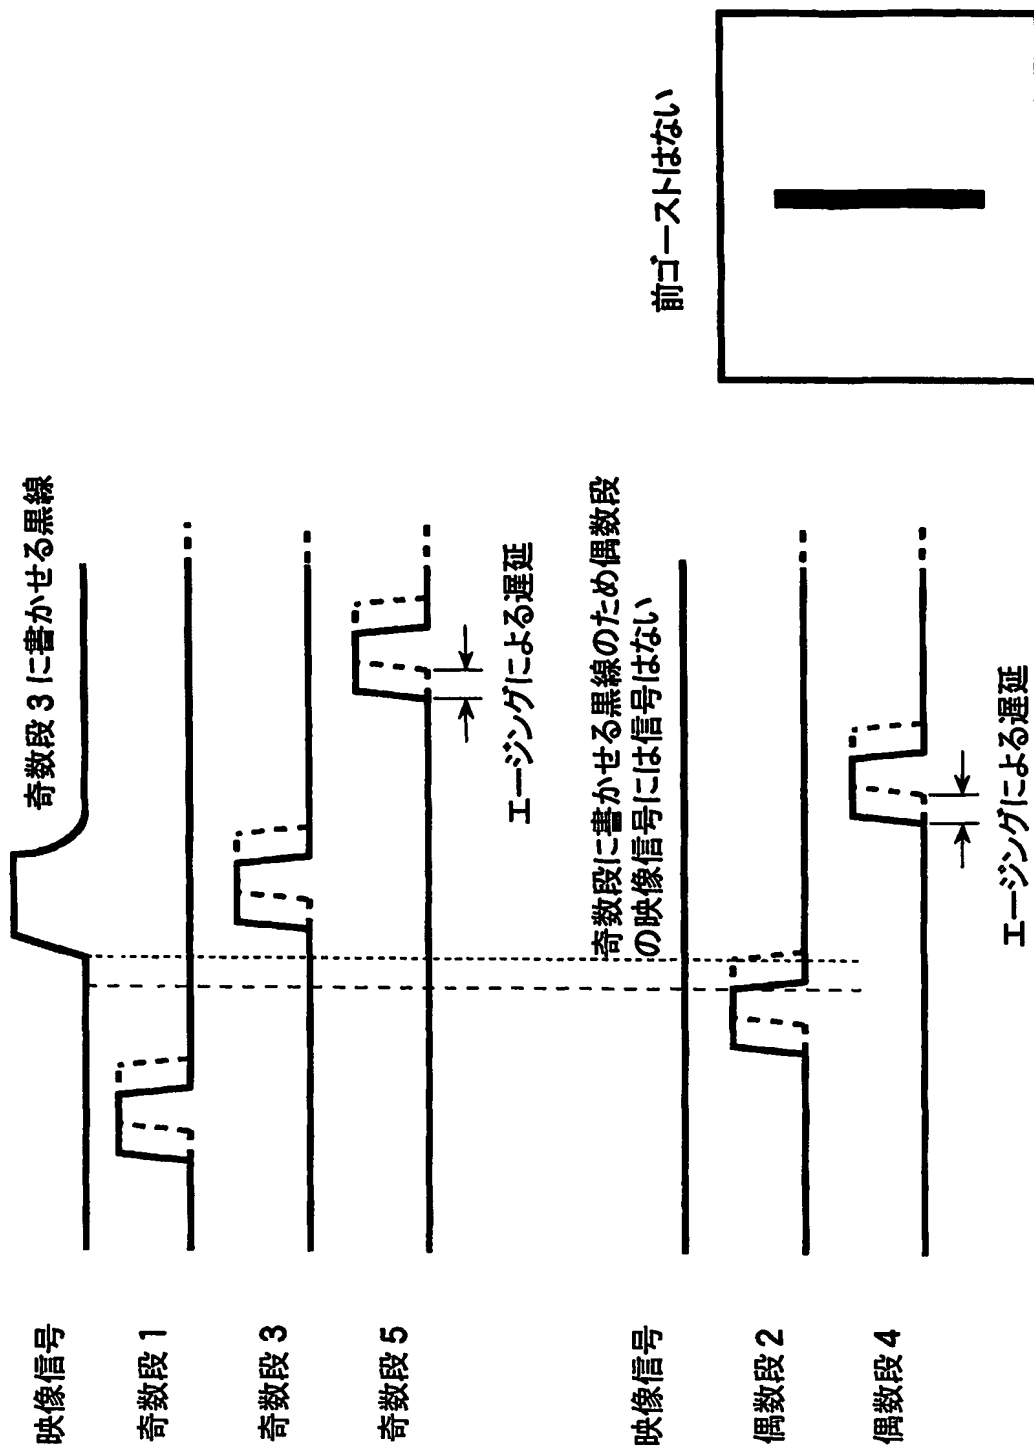 映像信号
奇数段3に書かせる黒線
奇数段1
奇数段3
奇数段5
エージングによる遅延
奇数段に書かせる黒線のため偶数段
の映像信号には信号はない
映像信号
偶数段2
偶数段4
エージングによる遅延
前ゴーストはない